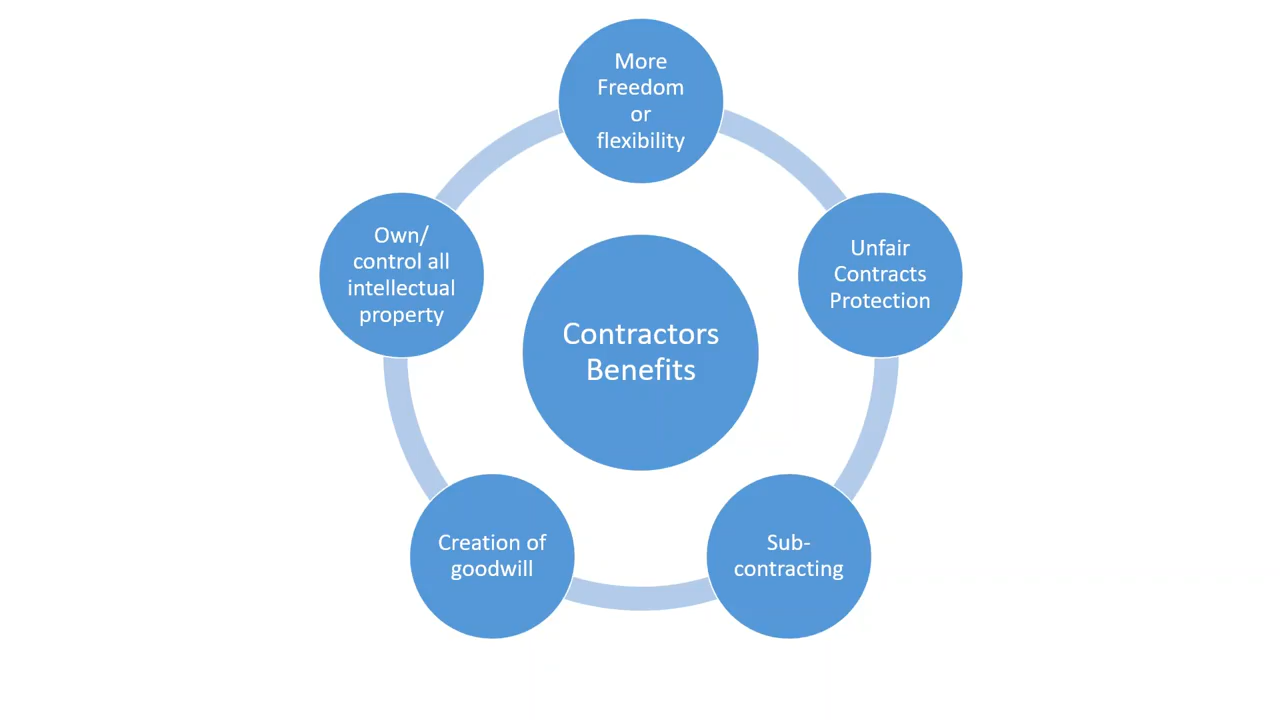 More
Freedom
or
flexibility
Unfair
Contracts
Protection
Sub-
contracting
Creation of
goodwill
Own/
control all
intellectual
property
Contractors
Benefits